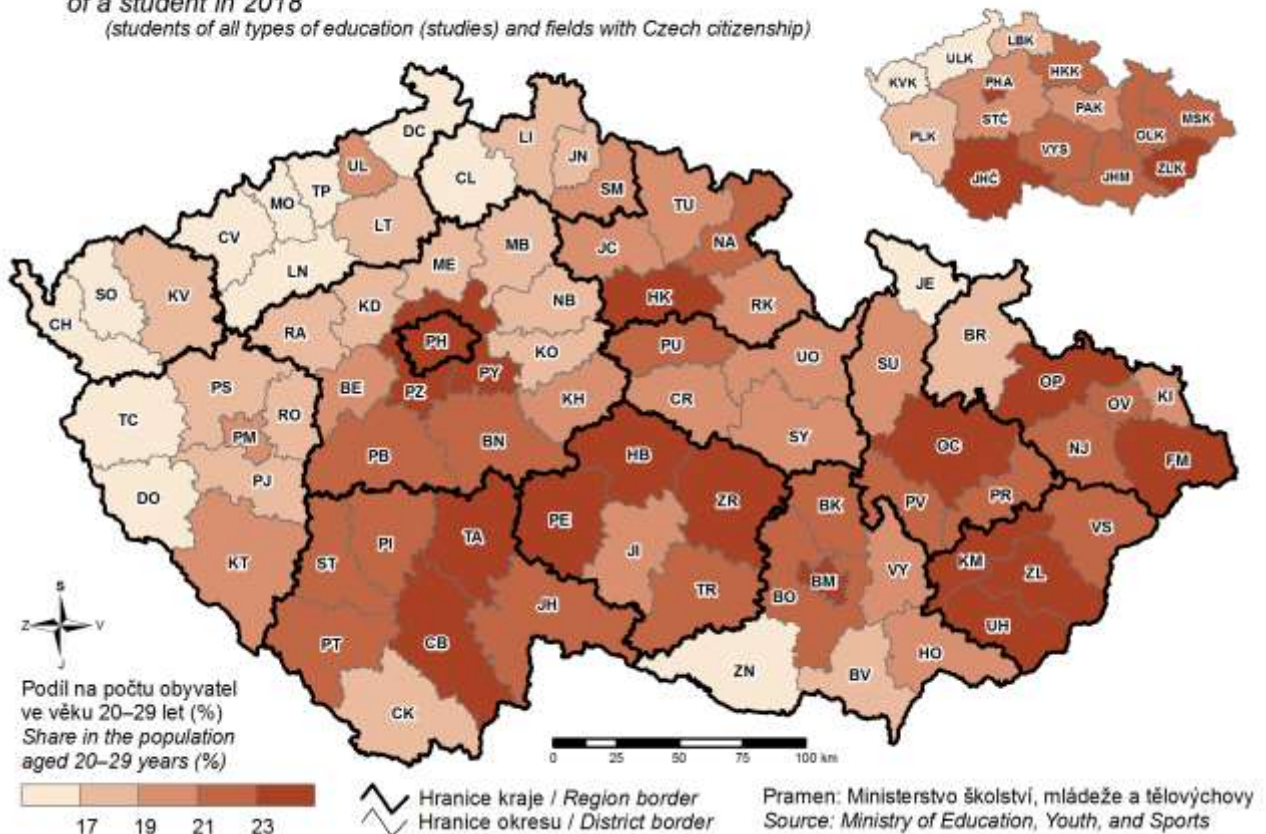 of a student in 2018
(students of all types of education (studies) and fields with Czech citizenship)
LBK
ULK
KVK
PHA
HKK
STČ
PAK
PLK
OLK
MSK
VYS
JHČ
JHM
ZLK
DC
LI
JN
UL
CL
SM
TP
MO
TU
LT
CV
NA
MB
JC
ME
LN
JE
SO
KV
KD
NB
HK
RK
CH
RA
BR
PH
KO
PU
UO
SU
OP
PS
BE
PZ
PY
KH
CR
OV
KI
TC
RO
PM
SY
OC
PB
BN
HB
NJ
FM
PJ
DO
ZR
PV
PR
BK
PE
TA
PI
JI
VS
ST
KT
KM
ZL
BM
VY
TR
BO
JH
UH
PT
CB
HO
ZN
BV
CK
S
Z
V
J
Podíl na počtu obyvatel
ve věku 20–29 let (%)
Share in the population
aged 20–29 years (%)
17 19 21 23
0 25 50 75 100 km
Hranice kraje / Region border
Hranice okresu / District border
Pramen: Ministerstvo školství, mládeže a tělovýchovy
Source: Ministry of Education, Youth, and Sports